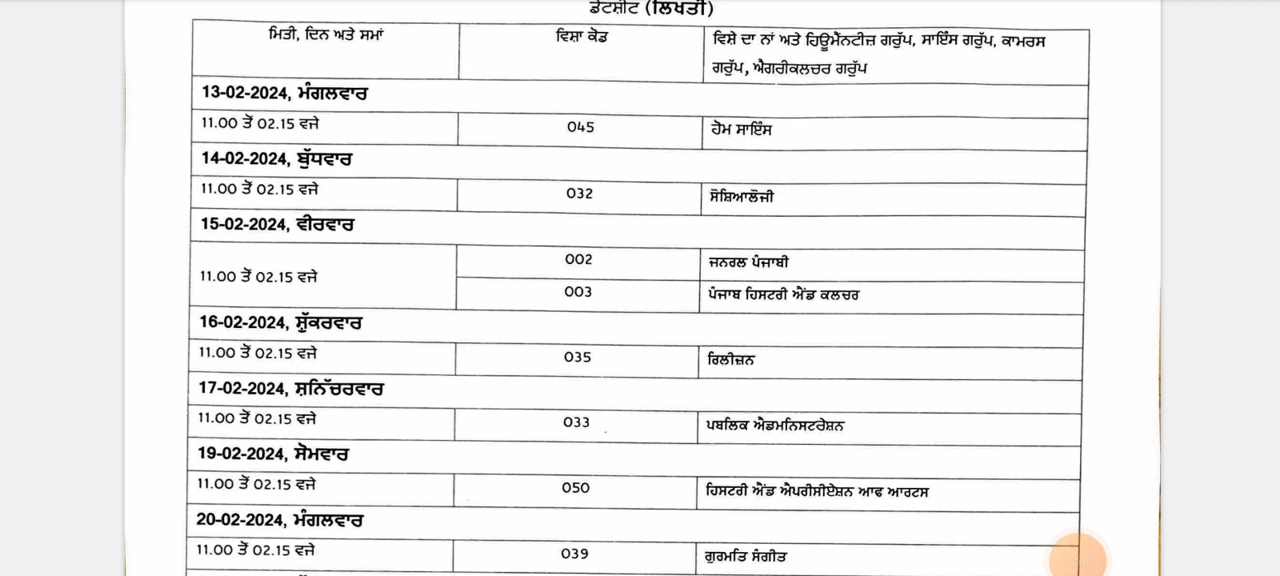 ਡੇਟਸ਼ੀਟ (ਲਿਖਤੀ)
ਮਿਤੀ, ਦਿਨ ਅਤੇ ਸਮਾਂ
ਵਿਸ਼ਾ ਕੋਡ
ਵਿਸ਼ੇ ਦਾ ਨਾਂ ਅਤੇ ਹਿਊਮੈਂਨਟੀਜ਼ ਗਰੁੱਪ, ਸਾਇੰਸ ਗਰੁੱਪ, ਕਾਮਰਸ
ਗਰੁੱਪ, ਐਗਰੀਕਲਚਰ ਗਰੁੱਪ
13-02-2024, ਮੰਗਲਵਾਰ
11.00 ਤੋਂ 02.15 ਵਜੇ
045
ਹੋਮ ਸਾਇੰਸ
14-02-2024, ਬੁੱਧਵਾਰ
11.00 ਤੋਂ 02.15 ਵਜੇ
032
ਸੋਸ਼ਿਆਲੋਜੀ
15-02-2024, ਵੀਰਵਾਰ
11.00 ਤੋਂ 02.15 ਵਜੇ
002
ਜਨਰਲ ਪੰਜਾਬੀ
003
ਪੰਜਾਬ ਹਿਸਟਰੀ ਐਂਡ ਕਲਚਰ
16-02-2024, ਸ਼ੁੱਕਰਵਾਰ
11.00 ਤੋਂ 02.15 ਵਜੇ
035
ਰਿਲੀਜ਼ਨ
17-02-2024, ਸ਼ਨਿੱਚਰਵਾਰ
11.00 ਤੋਂ 02.15 ਵਜੇ
033
ਪਬਲਿਕ ਐਡਮਨਿਸਟਰੇਸ਼ਨ
19-02-2024, ਸੋਮਵਾਰ
11.00 ਤੋਂ 02.15 ਵਜੇ
050
ਹਿਸਟਰੀ ਐਂਡ ਐਪਰੀਸੀਏਸ਼ਨ ਆਫ ਆਰਟਸ
20-02-2024, ਮੰਗਲਵਾਰ
11.00 ਤੋਂ 02.15 ਵਜੇ
039
ਗੁਰਮਤਿ ਸੰਗੀਤ